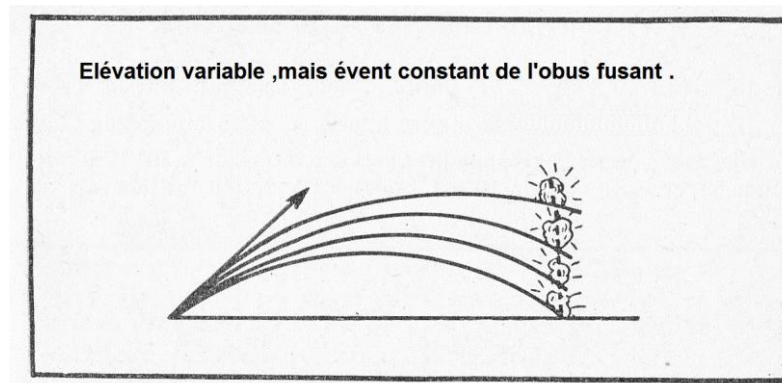 Elévation variable ,mais évent constant de l'obus fusant .